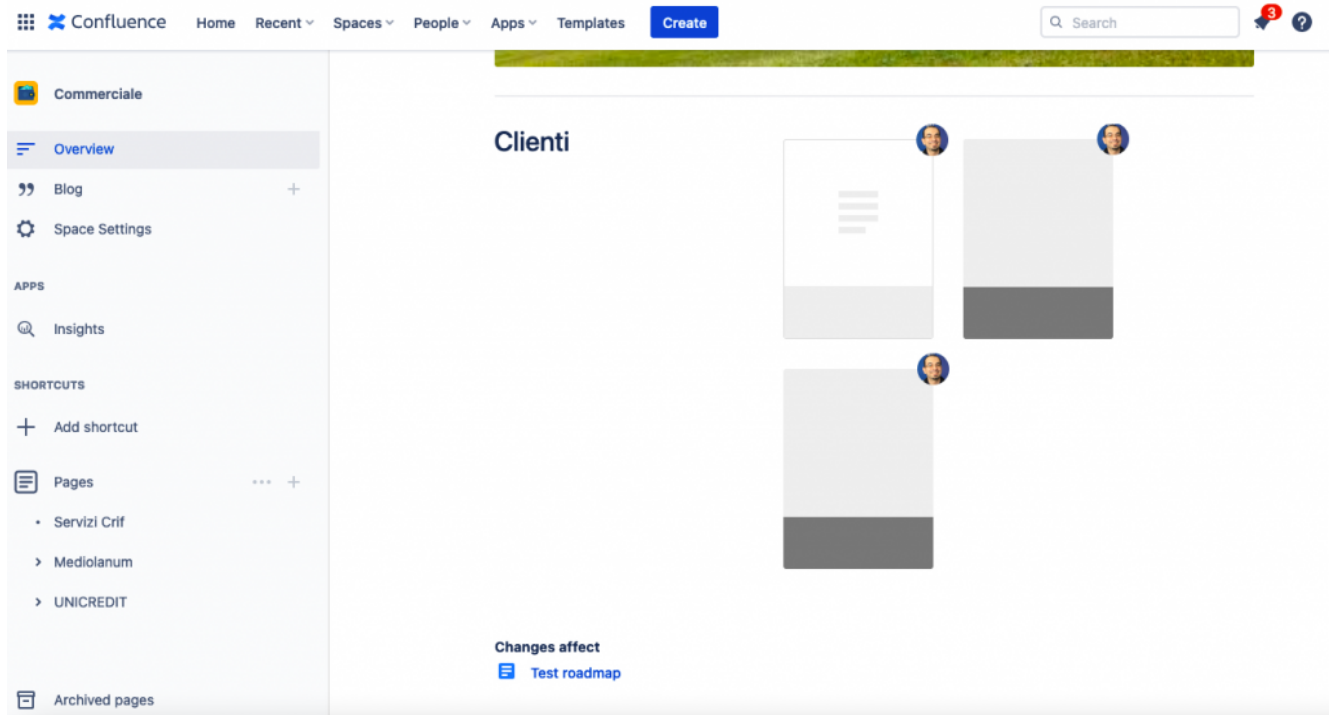 Confluence Home Recent Spaces People Apps Templates Create Search 3
Commerciale
Overview
Blog
Space Settings
APPS
Insights
SHORTCUTS
Add shortcut
Pages
Servizi Crif
Mediolanum
UNICREDIT
Archived pages
Clienti
Changes affect
Test roadmap